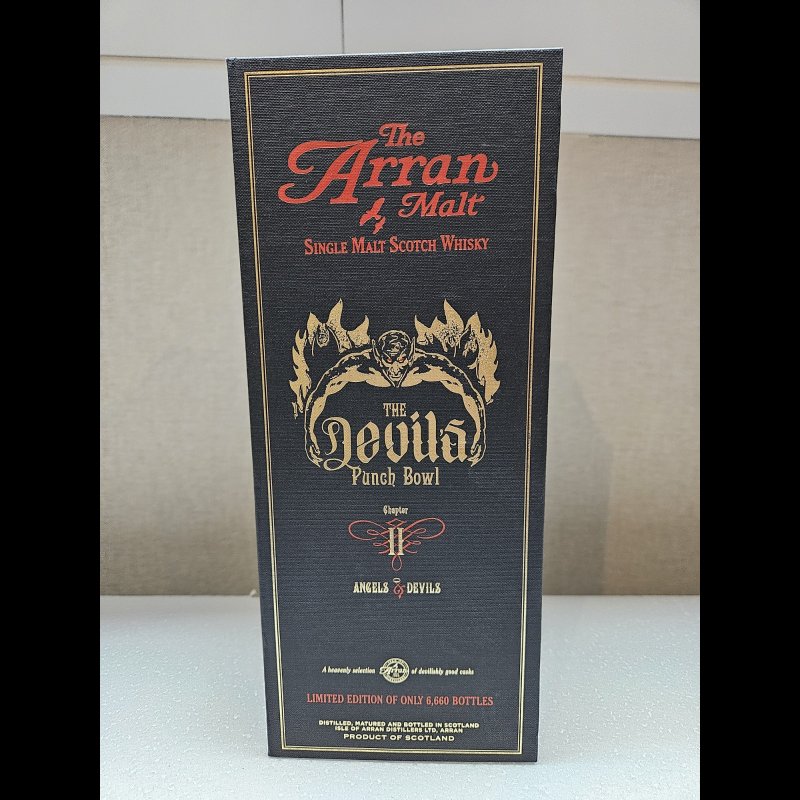 The
Arran
Malt
Single Malt Scotch Whisky
THE
Devil's
Punch Bowl
Chapter
II
ANGELS & DEVILS
A heavenly selection Arran of devilishly good casks
LIMITED EDITION OF ONLY 6,660 BOTTLES
DISTILLED, MATURED AND BOTTLED IN SCOTLAND
ISLE OF ARRAN DISTILLERS LTD, ARRAN
PRODUCT OF SCOTLAND